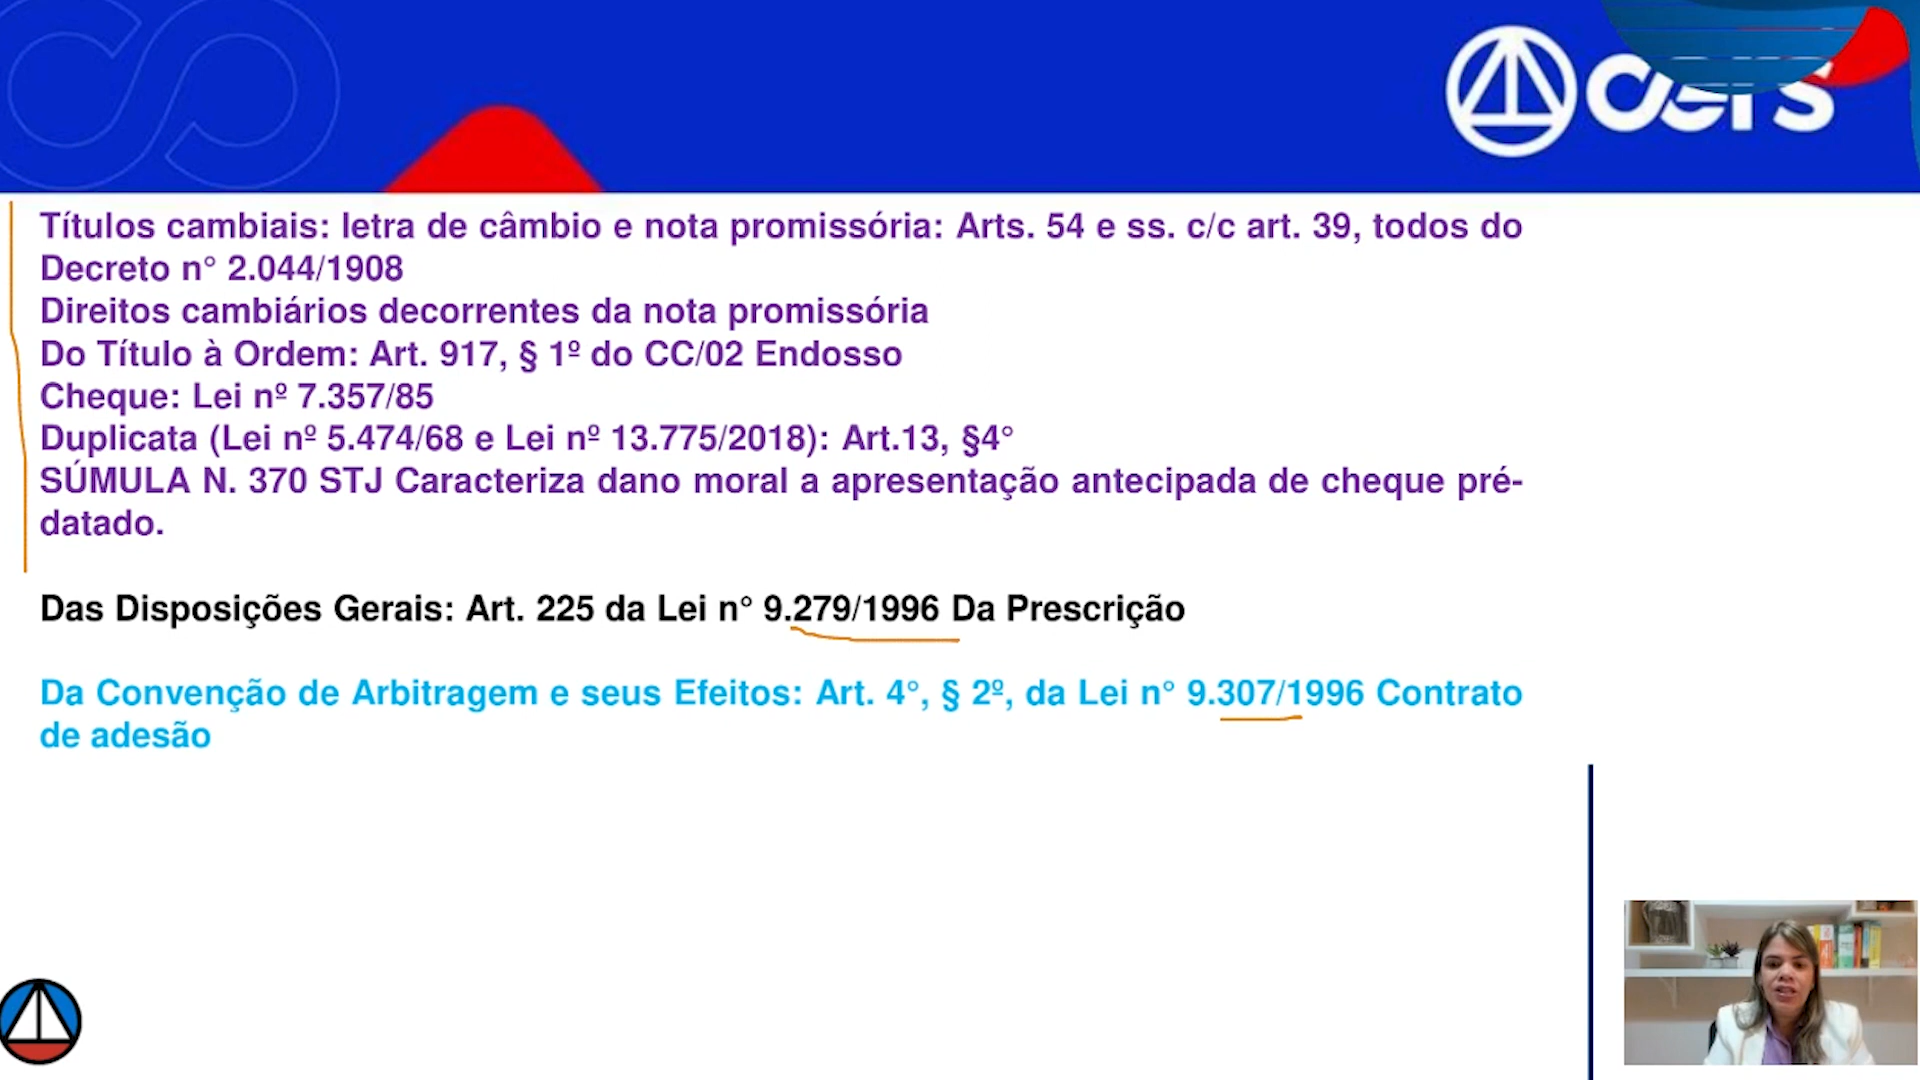 cers
Títulos cambiais: letra de câmbio e nota promissória: Arts. 54 e ss. c/c art. 39, todos do
Decreto n° 2.044/1908
Direitos cambiários decorrentes da nota promissória
Do Título à Ordem: Art. 917, § 1º do CC/02 Endosso
Cheque: Lei nº 7.357/85
Duplicata (Lei nº 5.474/68 e Lei nº 13.775/2018): Art.13, §4°
SÚMULA N. 370 STJ Caracteriza dano moral a apresentação antecipada de cheque pré-
datado.
Das Disposições Gerais: Art. 225 da Lei n° 9.279/1996 Da Prescrição
Da Convenção de Arbitragem e seus Efeitos: Art. 4°, § 2º, da Lei n° 9.307/1996 Contrato
de adesão